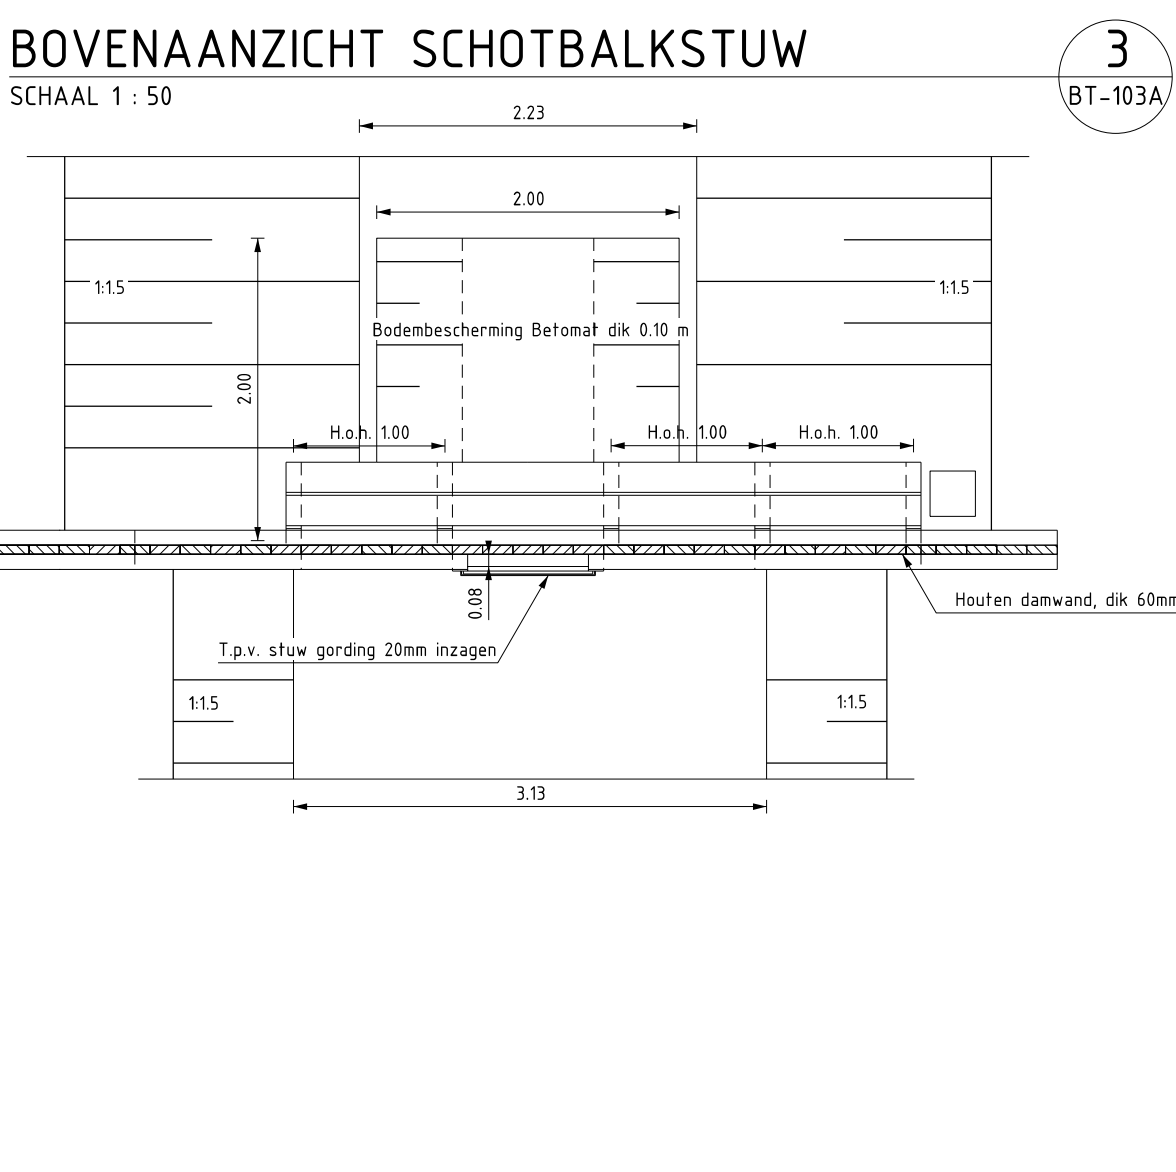 BOVENAANZICHT SCHOTBALKSTUW
SCHAAL 1 : 50
3
BT-103A
2.23
2.00
1:1.5
1:1.5
Bodembescherming Betomat dik 0.10 m
2.00
H.o.h. 1.00
H.o.h. 1.00
H.o.h. 1.00
0.08
Houten damwand, dik 60mm
T.p.v. stuw gording 20mm inzagen
1:1.5
1:1.5
3.13